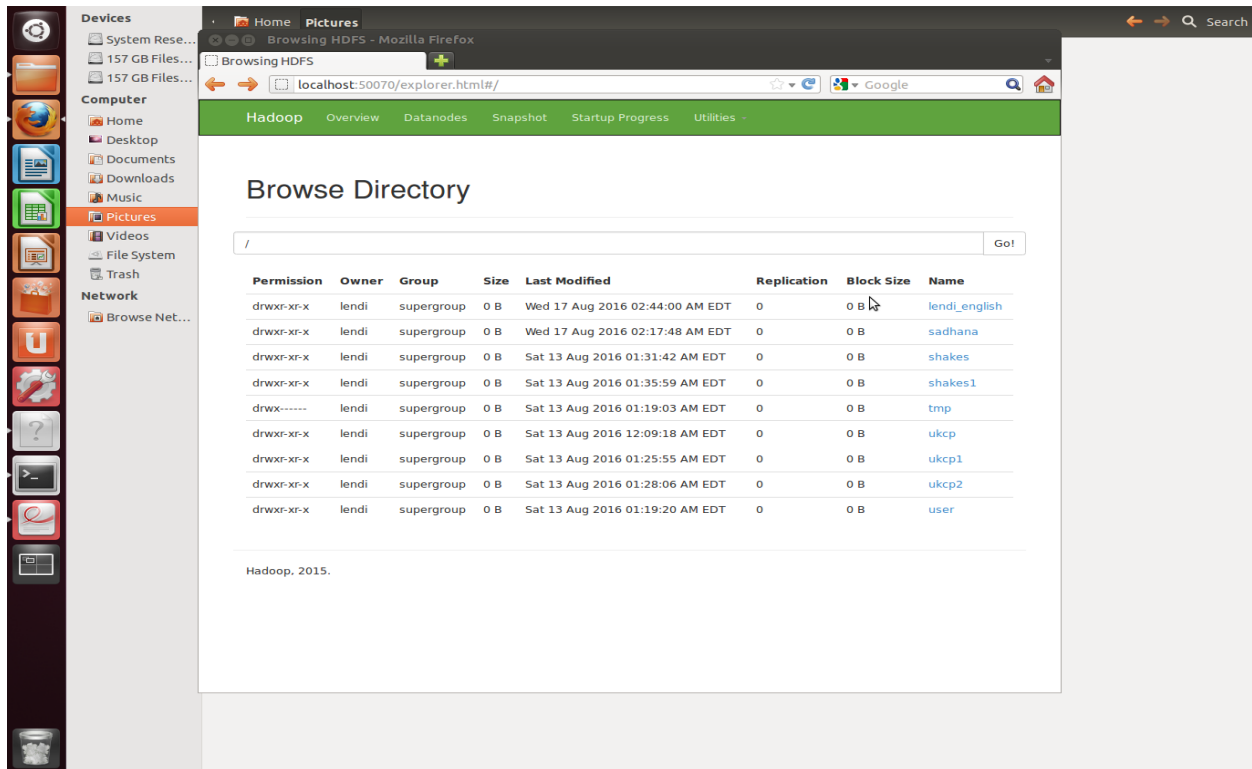 Devices
System Rese...
157 GB Files...
157 GB Files...
Computer
Home
Desktop
Documents
Downloads
Music
Pictures
Videos
File System
Trash
Network
Browse Net...
Home Pictures
Search
Browsing HDFS - Mozilla Firefox
Browsing HDFS
localhost:50070/explorer.html#/
Google
Hadoop Overview Datanodes Snapshot Startup Progress Utilities
Browse Directory
/ Go!
Permission Owner Group Size Last Modified Replication Block Size Name
drwxr-xr-x lendi supergroup 0 B Wed 17 Aug 2016 02:44:00 AM EDT 0 0 B lendi_english
drwxr-xr-x lendi supergroup 0 B Wed 17 Aug 2016 02:17:48 AM EDT 0 0 B sadhana
drwxr-xr-x lendi supergroup 0 B Sat 13 Aug 2016 01:31:42 AM EDT 0 0 B shakes
drwxr-xr-x lendi supergroup 0 B Sat 13 Aug 2016 01:35:59 AM EDT 0 0 B shakes1
drwx------ lendi supergroup 0 B Sat 13 Aug 2016 01:19:03 AM EDT 0 0 B tmp
drwxr-xr-x lendi supergroup 0 B Sat 13 Aug 2016 12:09:18 AM EDT 0 0 B ukcp
drwxr-xr-x lendi supergroup 0 B Sat 13 Aug 2016 01:25:55 AM EDT 0 0 B ukcp1
drwxr-xr-x lendi supergroup 0 B Sat 13 Aug 2016 01:28:06 AM EDT 0 0 B ukcp2
drwxr-xr-x lendi supergroup 0 B Sat 13 Aug 2016 01:19:20 AM EDT 0 0 B user
Hadoop, 2015.